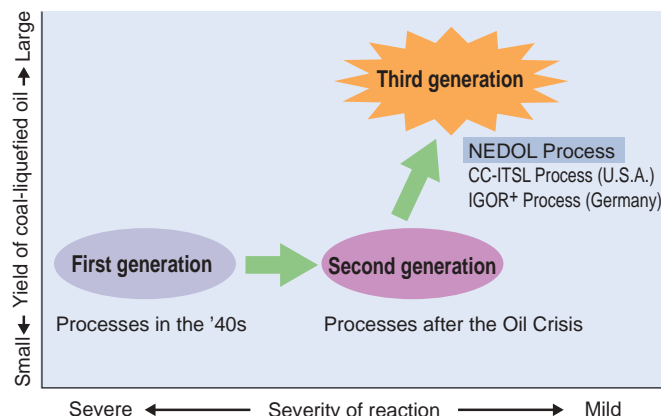 Small ← Yield of coal-liquefied oil → Large
Third generation
NEDOL Process
CC-ITSL Process (U.S.A.)
IGOR+ Process (Germany)
First generation
Second generation
Processes in the '40s
Processes after the Oil Crisis
Severe ← Severity of reaction → Mild